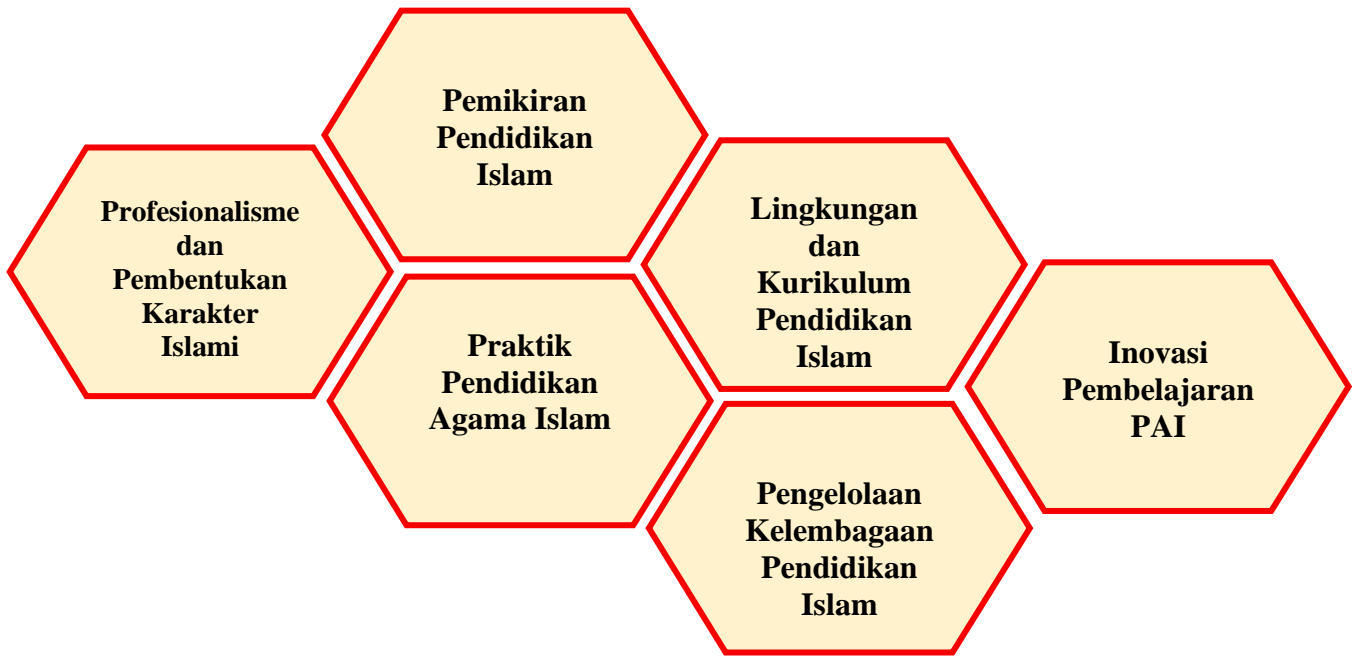 Pemikiran
Pendidikan
Islam
Profesionalisme
dan
Pembentukan
Karakter
Islami
Lingkungan
dan
Kurikulum
Pendidikan
Islam
Praktik
Pendidikan
Agama Islam
Inovasi
Pembelajaran
PAI
Pengelolaan
Kelembagaan
Pendidikan
Islam